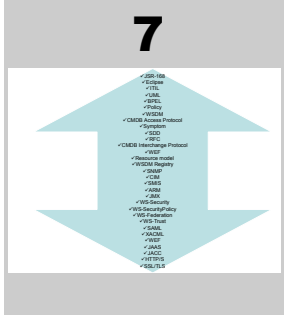 7
✓JSR-168
✓Eclipse
✓ITIL
✓UML
✓BPEL
✓Policy
✓WSDM
✓CMDB Access Protocol
✓Symptom
✓SDD
✓RFC
✓CMDB Interchange Protocol
✓WEF
✓Resource model
✓WSDM Registry
✓SNMP
✓CIM
✓SMIS
✓ARM
✓JMX
✓WS-Security
✓WS-SecurityPolicy
✓WS-Federation
✓WS-Trust
✓SAML
✓XACML
✓WEF
✓JAAS
✓JACC
✓HTTP/S
✓SSL/TLS